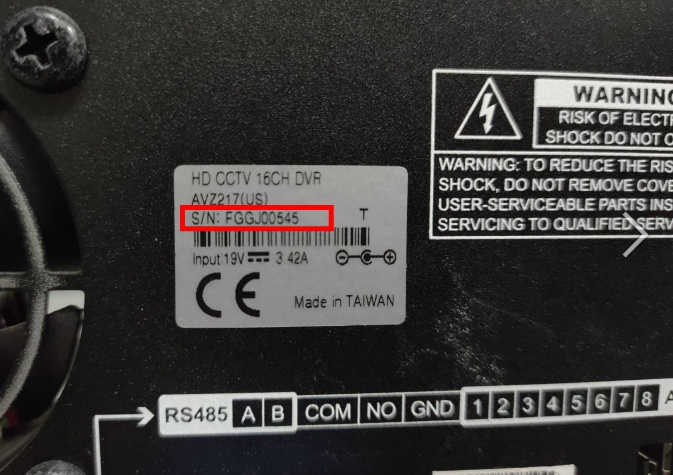 HD CCTV 16CH DVR
AVZ217(US)
S/N: FGGJ00545
T
Input:19V 3.42A
CE
Made in TAIWAN
WARNING
RISK OF ELECT
SHOCK DO NOT O
WARNING: TO REDUCE THE RIS
SHOCK, DO NOT REMOVE COVE
USER-SERVICEABLE PARTS INS
SERVICING TO QUALIFIED SERV
RS485 A B COM NO GND 1 2 3 4 5 6 7 8 A